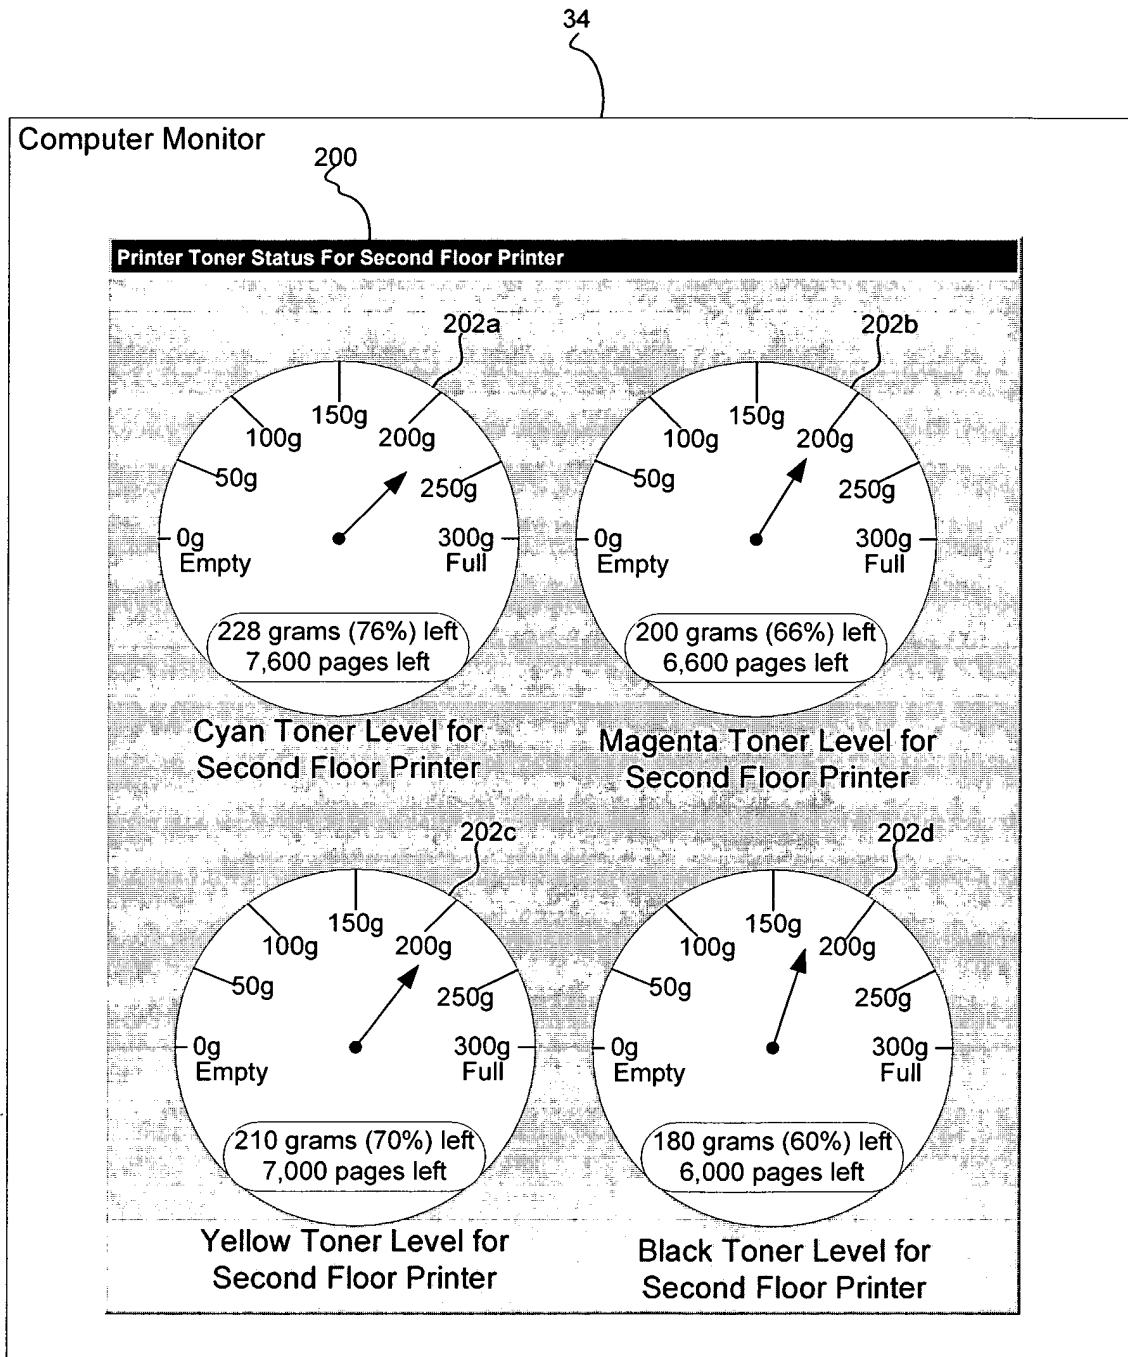 34
Computer Monitor
200
Printer Toner Status For Second Floor Printer
202a
202b
150g
100g
200g
50g
250g
0g
Empty
300g
Full
228 grams (76%) left
7,600 pages left
Cyan Toner Level for
Second Floor Printer
150g
100g
200g
50g
250g
0g
Empty
300g
Full
200 grams (66%) left
6,600 pages left
Magenta Toner Level for
Second Floor Printer
202c
202d
150g
100g
200g
50g
250g
0g
Empty
300g
Full
210 grams (70%) left
7,000 pages left
Yellow Toner Level for
Second Floor Printer
150g
100g
200g
50g
250g
0g
Empty
300g
Full
180 grams (60%) left
6,000 pages left
Black Toner Level for
Second Floor Printer